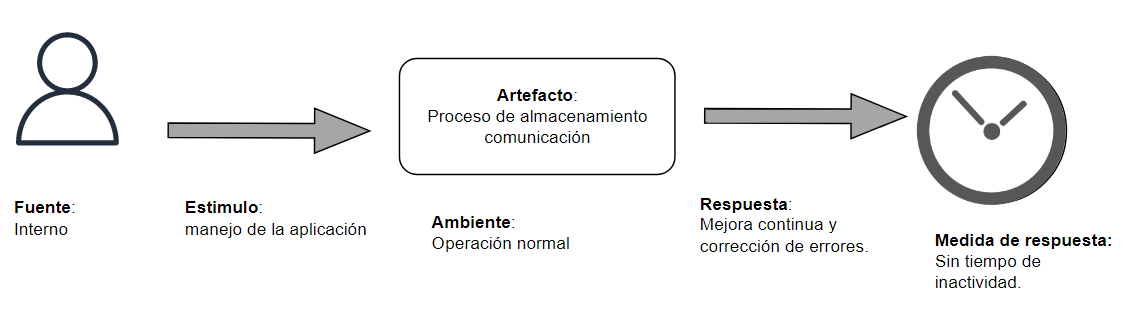 Fuente:
Interno
Estimulo:
manejo de la aplicación
Artefacto:
Proceso de almacenamiento
comunicación
Ambiente:
Operación normal
Respuesta:
Mejora continua y
corrección de errores.
Medida de respuesta:
Sin tiempo de
inactividad.